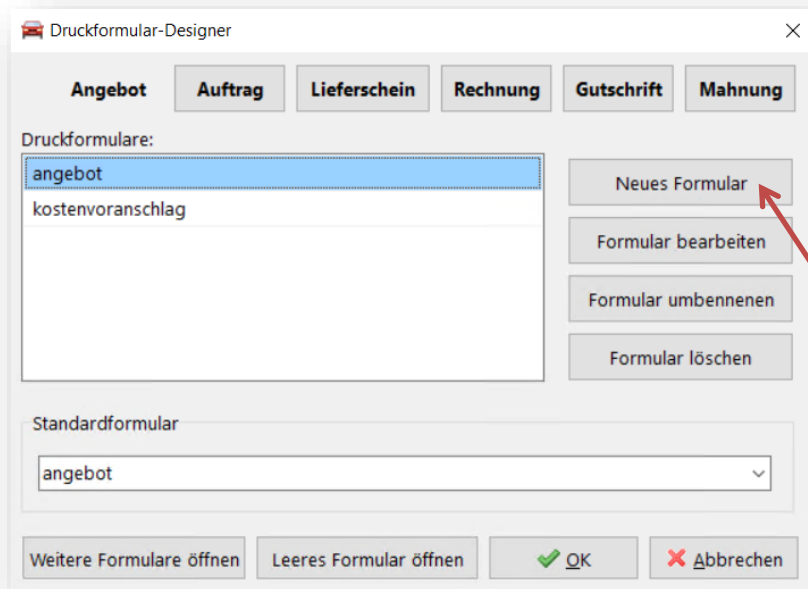 Druckformular-Designer
Angebot Auftrag Lieferschein Rechnung Gutschrift Mahnung
Druckformulare:
angebot
kostenvoranschlag
Neues Formular
Formular bearbeiten
Formular umbennenen
Formular löschen
Standardformular
angebot
Weitere Formulare öffnen Leeres Formular öffnen OK Abbrechen